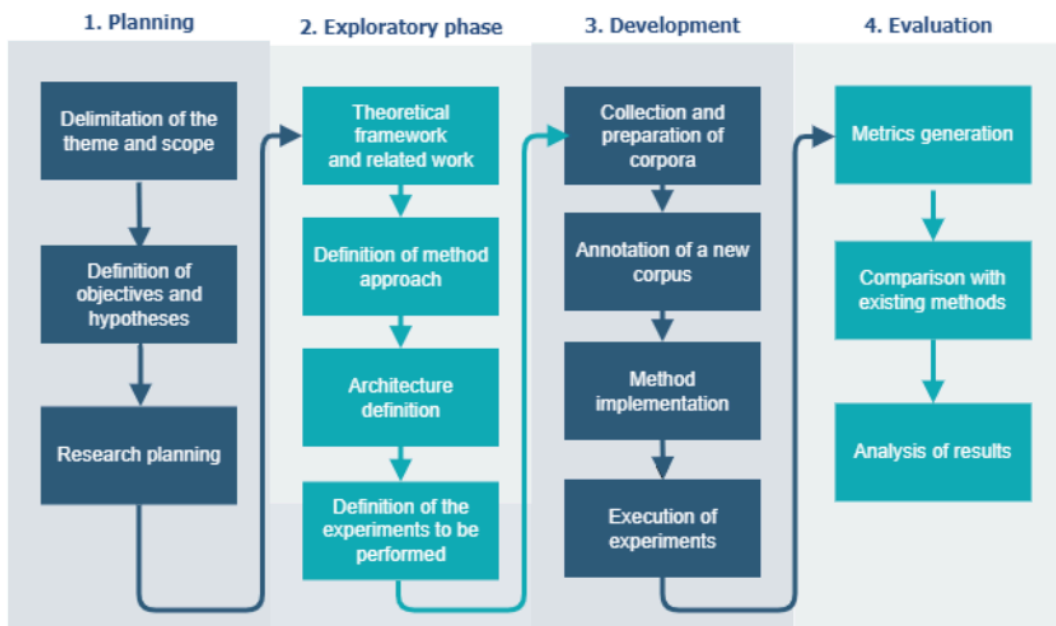 1. Planning
Delimitation of the
theme and scope
Definition of
objectives and
hypotheses
Research planning
2. Exploratory phase
Theoretical
framework
and related work
Definition of method
approach
Architecture
definition
Definition of the
experiments to be
performed
3. Development
Collection and
preparation of
corpora
Annotation of a new
corpus
Method
implementation
Execution of
experiments
4. Evaluation
Metrics generation
Comparison with
existing methods
Analysis of results